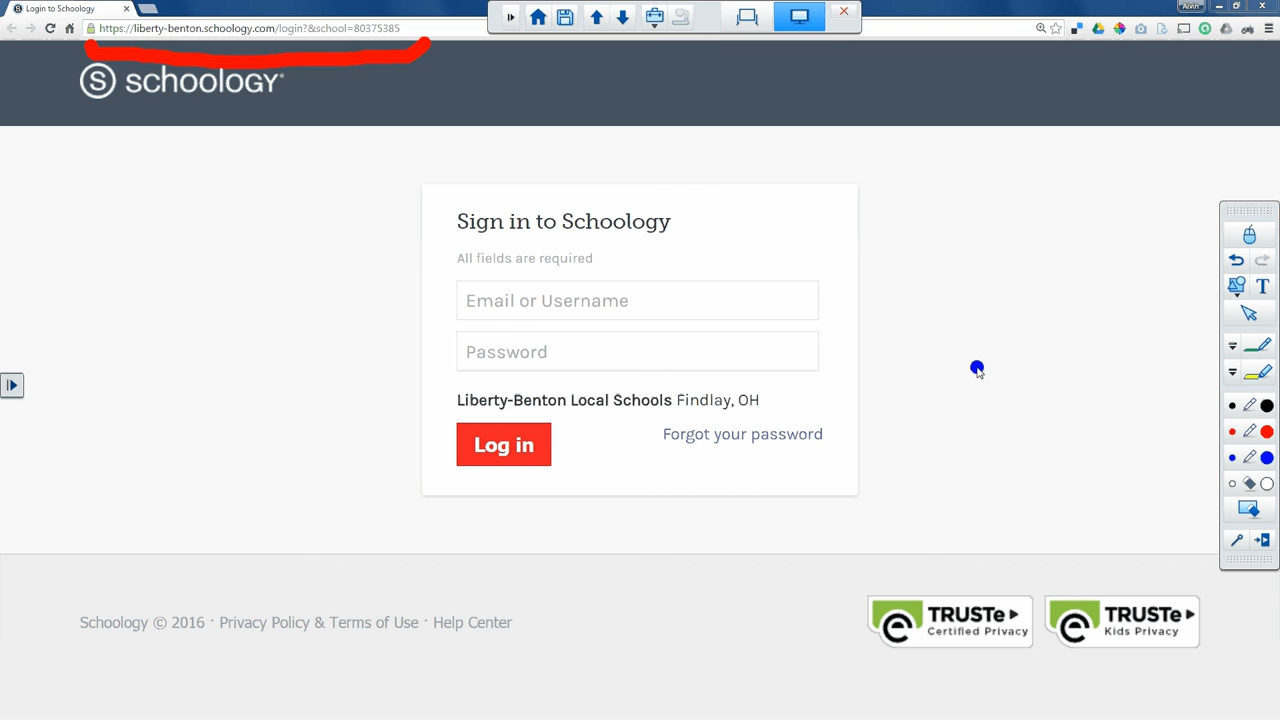 Login to Schoology
Alvin
https://liberty-benton.schoology.com/login?&school=80375385
S schoology®
Sign in to Schoology
All fields are required
Email or Username
Password
Liberty-Benton Local Schools Findlay, OH
Log in
Forgot your password
T
Schoology © 2016 · Privacy Policy & Terms of Use · Help Center
e TRUSTe
Certified Privacy
e TRUSTe
Kids Privacy